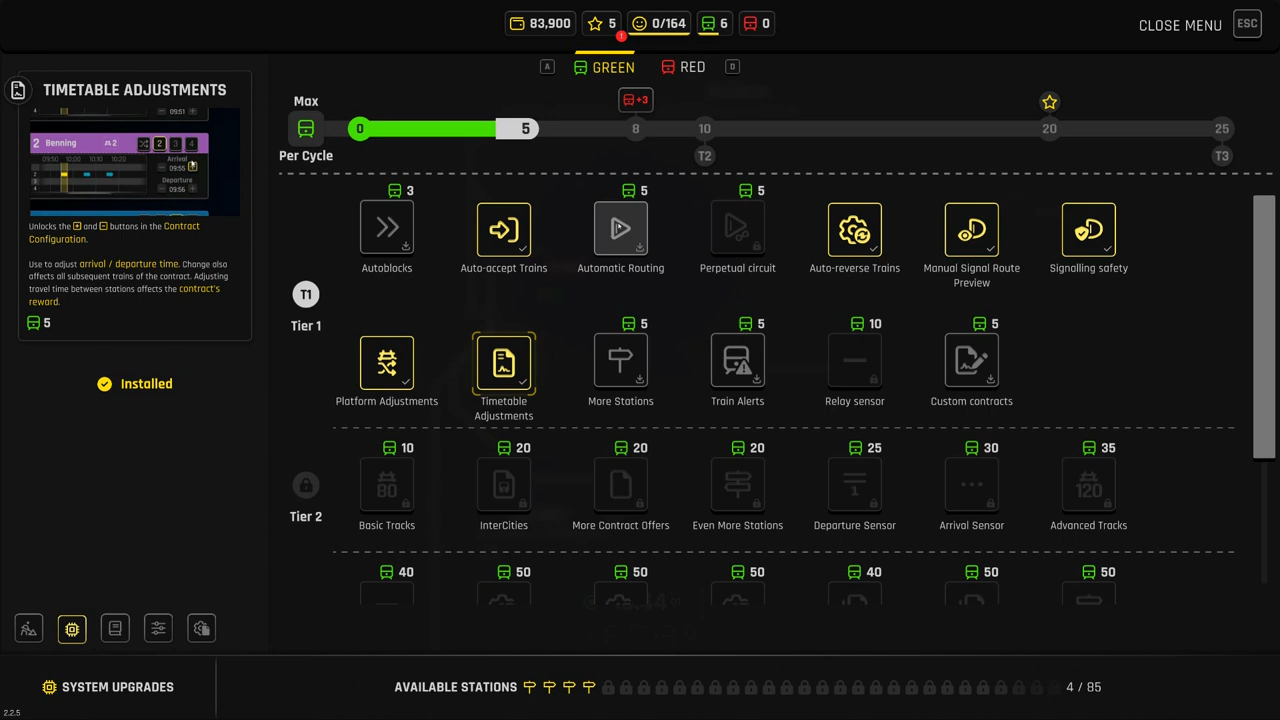 83,900
5
0/164
6
0
CLOSE MENU ESC
A
GREEN
RED
D
TIMETABLE ADJUSTMENTS
09:51
2 Benning 2
2 3 4
09:50 10:00 10:10 10:20
Arrival
09:55
Departure
09:56
Unlocks the + and - buttons in the Contract
Configuration.
Use to adjust arrival / departure time. Change also
affects all subsequent trains of the contract. Adjusting
travel time between stations affects the contract's
reward.
5
Installed
Max
+3
0 5 8 10 20 25
Per Cycle
T2 T3
3 5 5
Autoblocks
Auto-accept Trains
Automatic Routing
Perpetual circuit
Auto-reverse Trains
Manual Signal Route
Preview
Signalling safety
T1
Tier 1
5 5 10 5
Platform Adjustments
Timetable
Adjustments
More Stations
Train Alerts
Relay sensor
Custom contracts
10 20 20 20 25 30 35
80
1
120
Tier 2
Basic Tracks
InterCities
More Contract Offers
Even More Stations
Departure Sensor
Arrival Sensor
Advanced Tracks
40 50 50 50 40 50 50
SYSTEM UPGRADES
AVAILABLE STATIONS
4 / 85
2.2.5